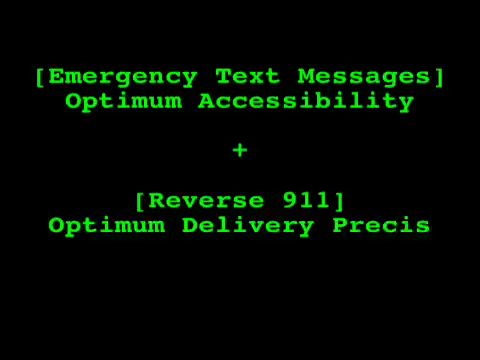 [Emergency Text Messages]
Optimum Accessibility
+
[Reverse 911]
Optimum Delivery Precis